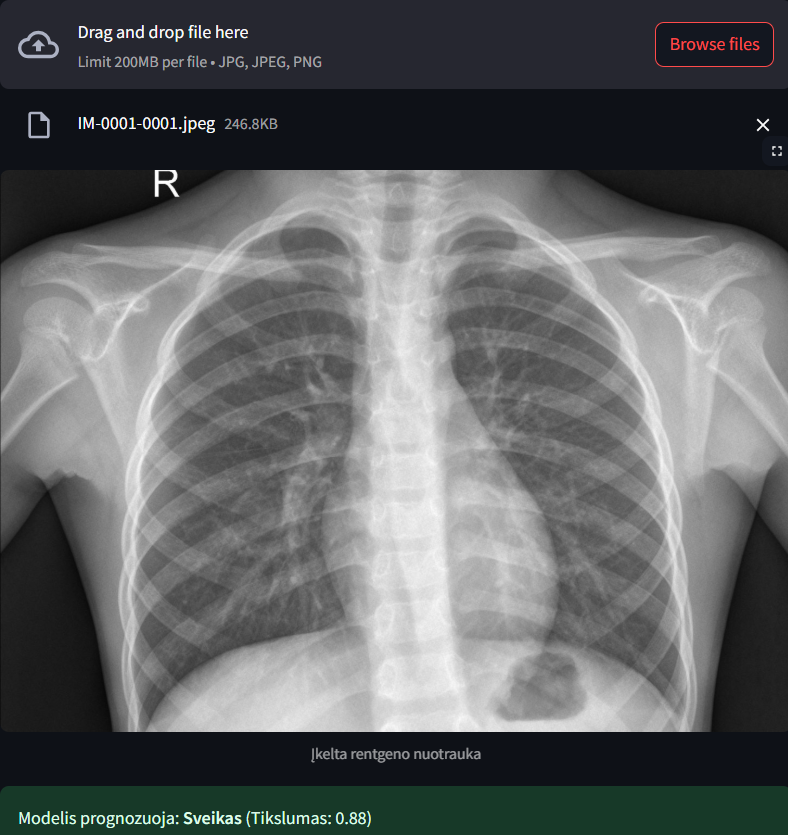 Drag and drop file here
Limit 200MB per file • JPG, JPEG, PNG
Browse files
IM-0001-0001.jpeg 246.8KB
R
Įkelta rentgeno nuotrauka
Modelis prognozuoja: Sveikas (Tikslumas: 0.88)